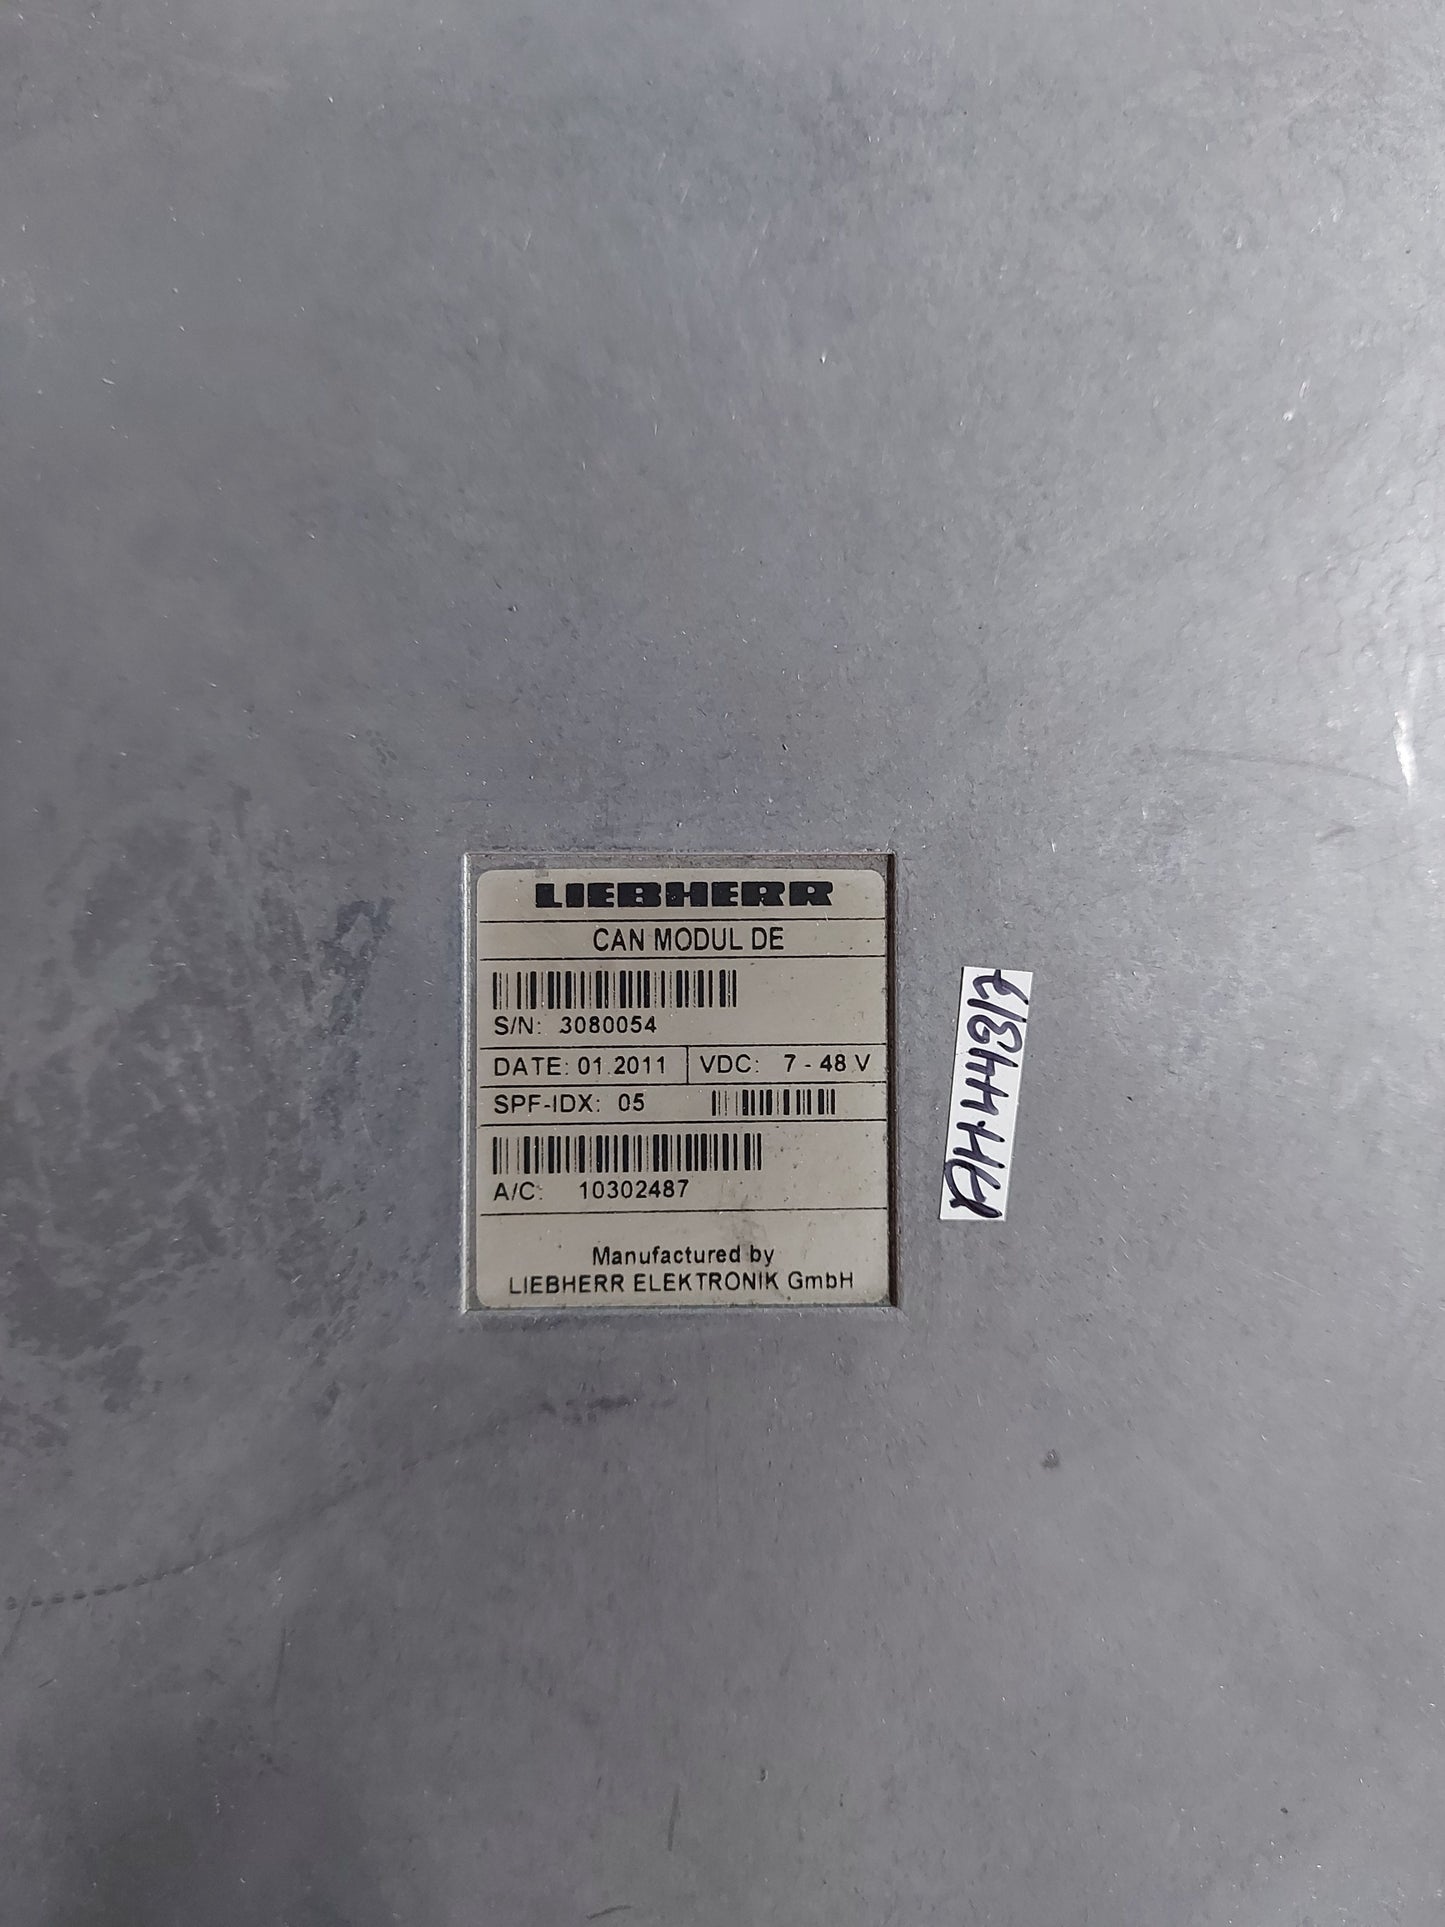 LIEBHERR
CAN MODUL DE
S/N: 3080054
DATE: 01.2011 VDC: 7 - 48 V
SPF-IDX: 05
A/C: 10302487
Manufactured by
LIEBHERR ELEKTRONIK GmbH